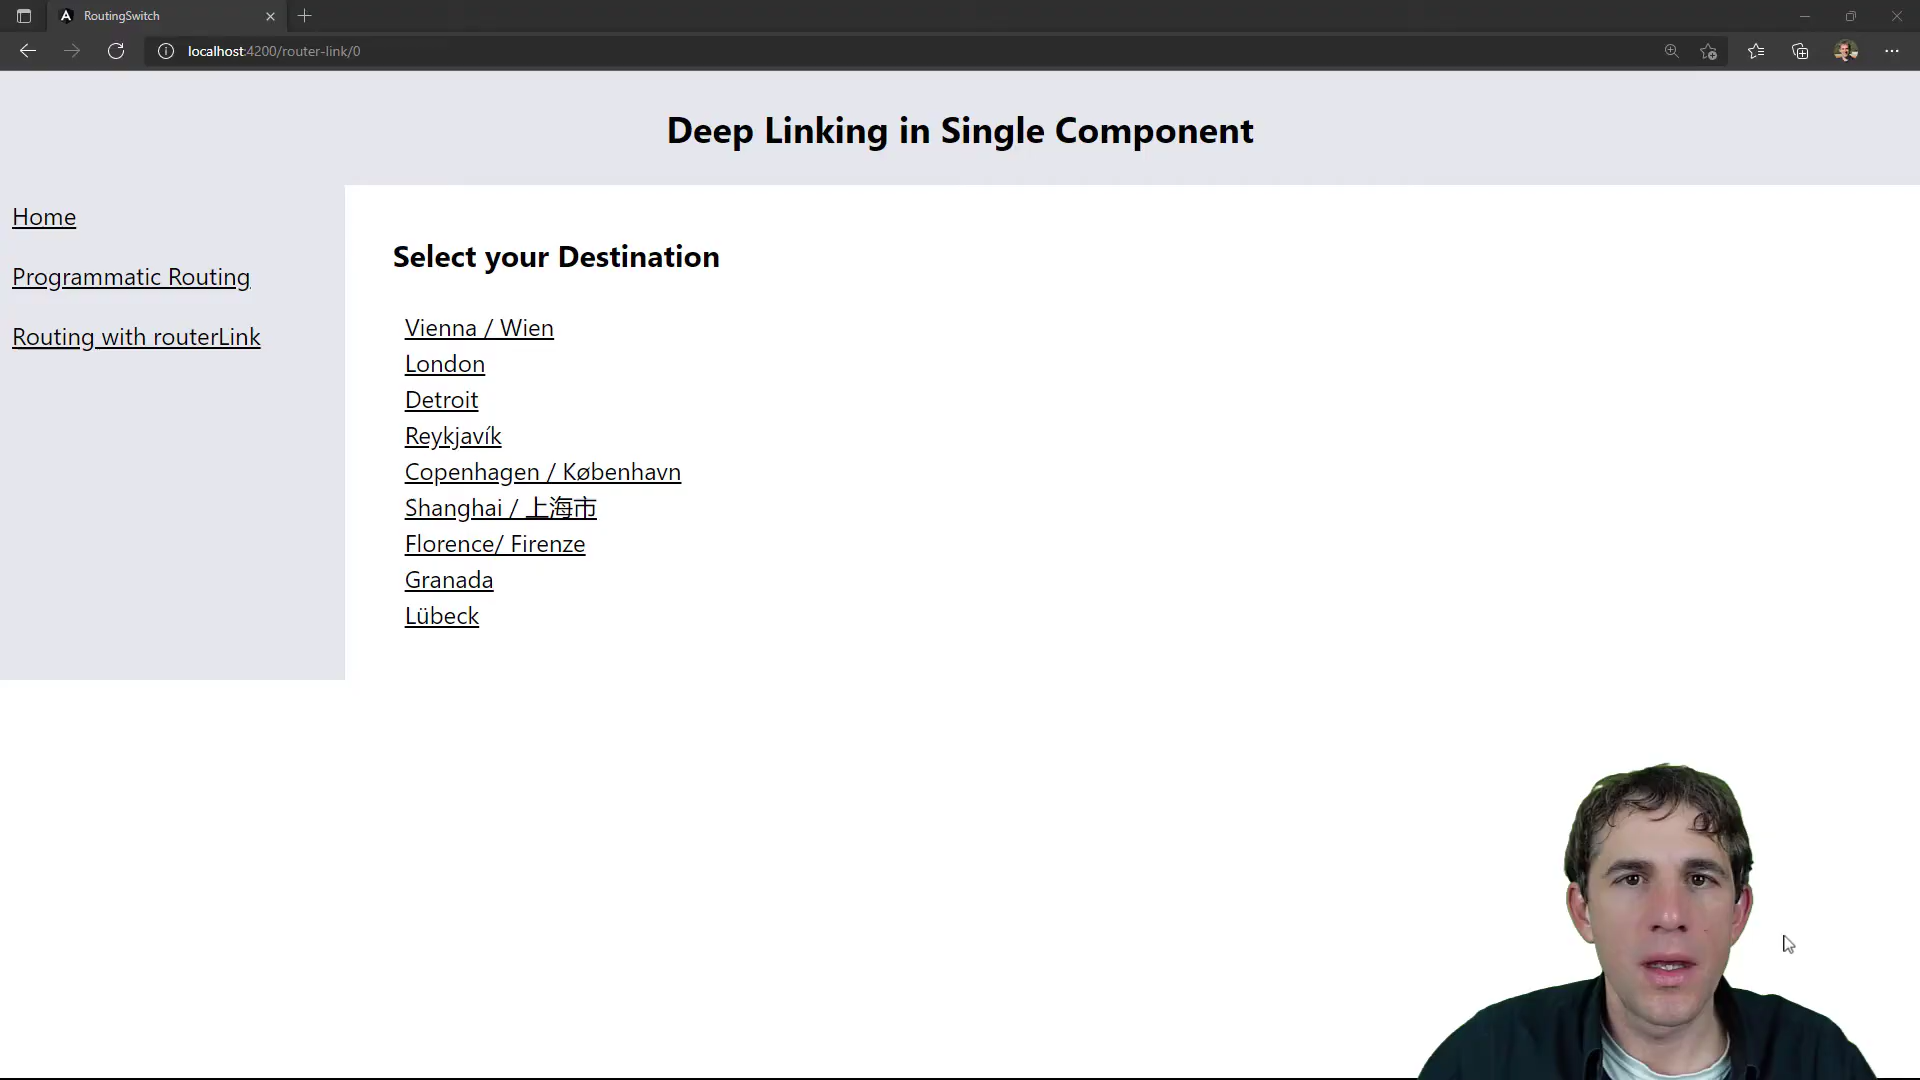 RoutingSwitch
localhost:4200/router-link/0
Deep Linking in Single Component
Home
Programmatic Routing
Routing with routerLink
Select your Destination
Vienna / Wien
London
Detroit
Reykjavík
Copenhagen / København
Shanghai / 上海市
Florence/ Firenze
Granada
Lübeck